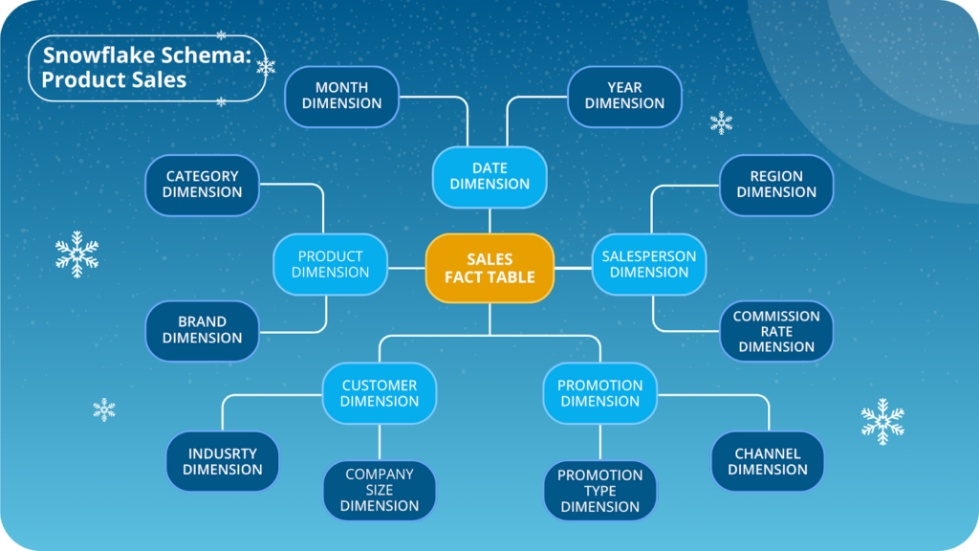 Snowflake Schema:
Product Sales
MONTH
DIMENSION
YEAR
DIMENSION
DATE
DIMENSION
CATEGORY
DIMENSION
REGION
DIMENSION
PRODUCT
DIMENSION
SALES
FACT TABLE
SALESPERSON
DIMENSION
BRAND
DIMENSION
COMMISSION
RATE
DIMENSION
CUSTOMER
DIMENSION
PROMOTION
DIMENSION
INDUSRTY
DIMENSION
COMPANY
SIZE
DIMENSION
PROMOTION
TYPE
DIMENSION
CHANNEL
DIMENSION